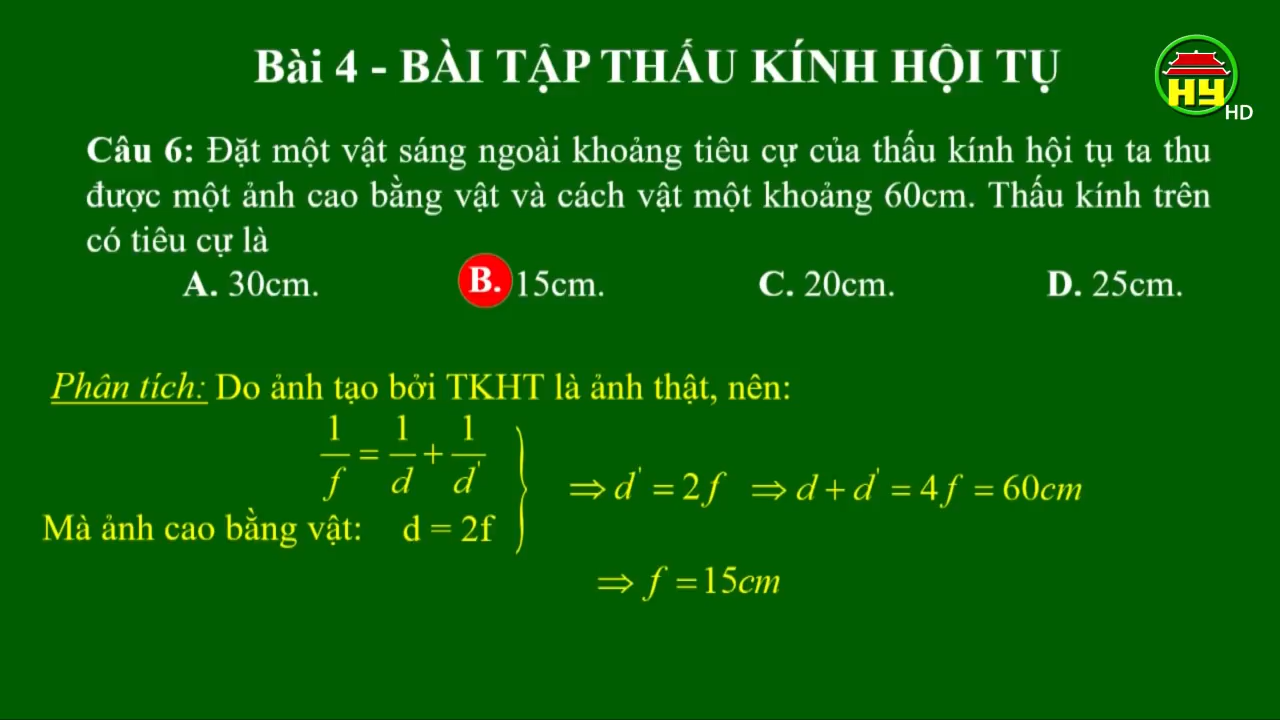 Bài 4 - BÀI TẬP THẤU KÍNH HỘI TỤ
HY
HD
Câu 6: Đặt một vật sáng ngoài khoảng tiêu cự của thấu kính hội tụ ta thu
được một ảnh cao bằng vật và cách vật một khoảng 60cm. Thấu kính trên
có tiêu cự là
A. 30cm. B. 15cm. C. 20cm. D. 25cm.
Phân tích: Do ảnh tạo bởi TKHT là ảnh thật, nên:
1/f = 1/d + 1/d'
⇒ d' = 2f ⇒ d + d' = 4f = 60cm
Mà ảnh cao bằng vật: d = 2f
⇒ f = 15cm